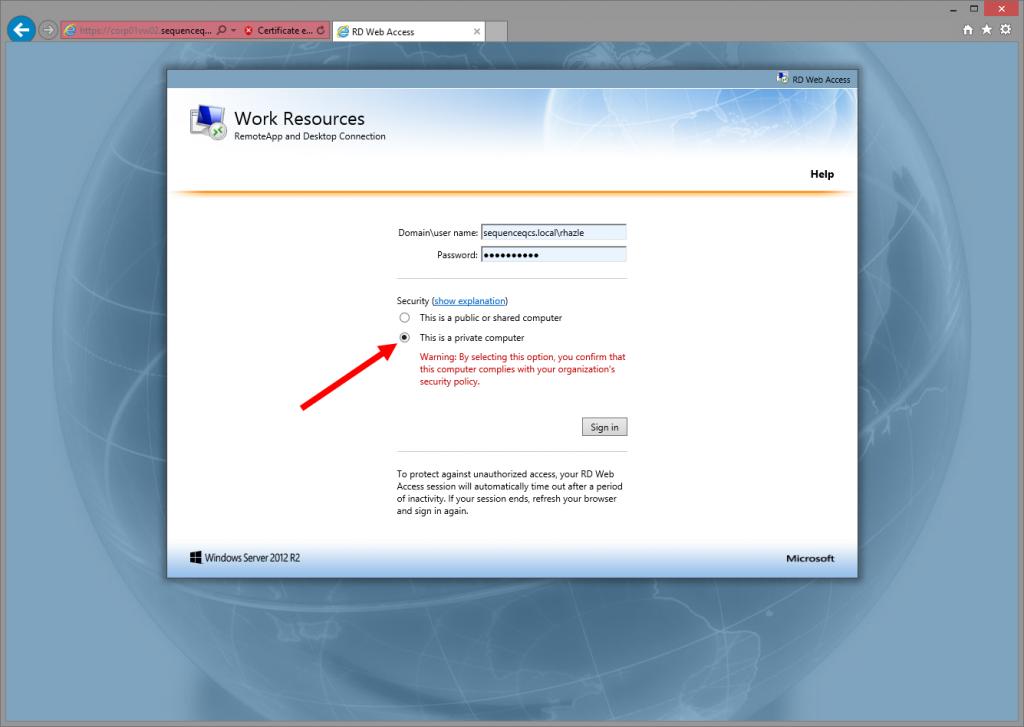 https://corp01vw02.sequenceq...
Certificate e...
RD Web Access
RD Web Access
Work Resources
RemoteApp and Desktop Connection
Help
Domain\user name: sequenceqcs.local\rhazle
Password: ●●●●●●●●●●
Security (show explanation)
This is a public or shared computer
This is a private computer
Warning: By selecting this option, you confirm that
this computer complies with your organization's
security policy.
Sign in
To protect against unauthorized access, your RD Web
Access session will automatically time out after a period
of inactivity. If your session ends, refresh your browser
and sign in again.
Windows Server 2012 R2
Microsoft